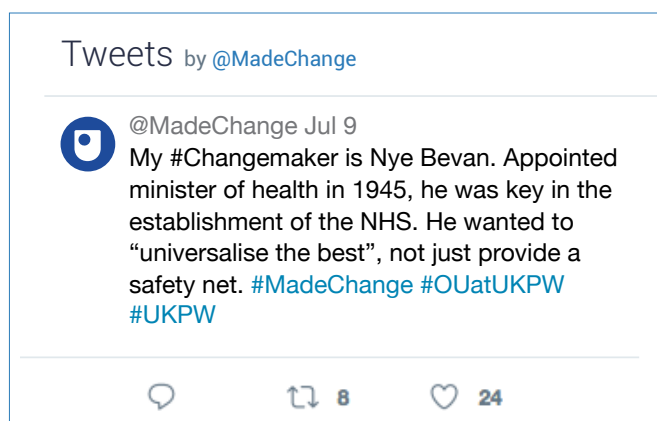 Tweets by @MadeChange
@MadeChange Jul 9
My #Changemaker is Nye Bevan. Appointed
minister of health in 1945, he was key in the
establishment of the NHS. He wanted to
“universalise the best”, not just provide a
safety net. #MadeChange #OUatUKPW
#UKPW
8 24